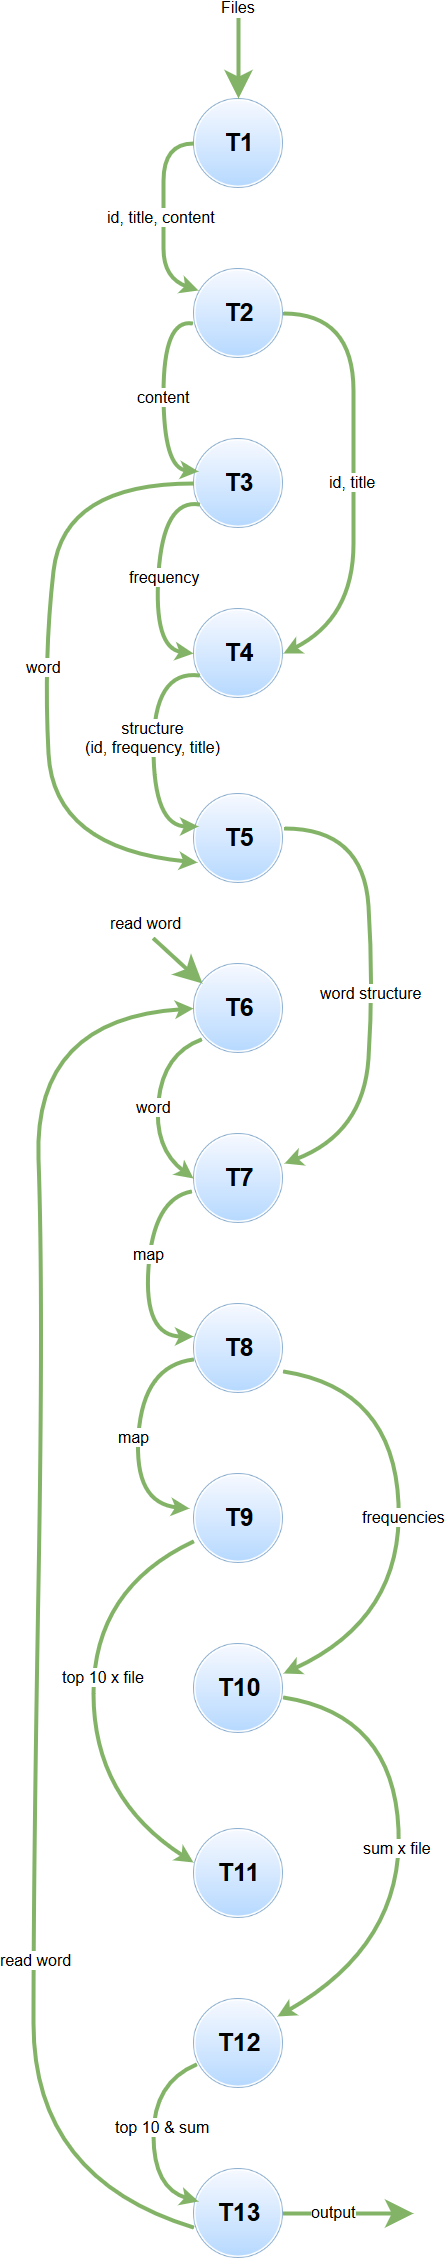 Files
T1
id, title, content
T2
content
T3
id, title
frequency
T4
word
structure
(id, frequency, title)
T5
read word
word structure
T6
word
T7
map
T8
map
T9
frequencies
top 10 x file
T10
sum x file
T11
read word
T12
top 10 & sum
T13
output